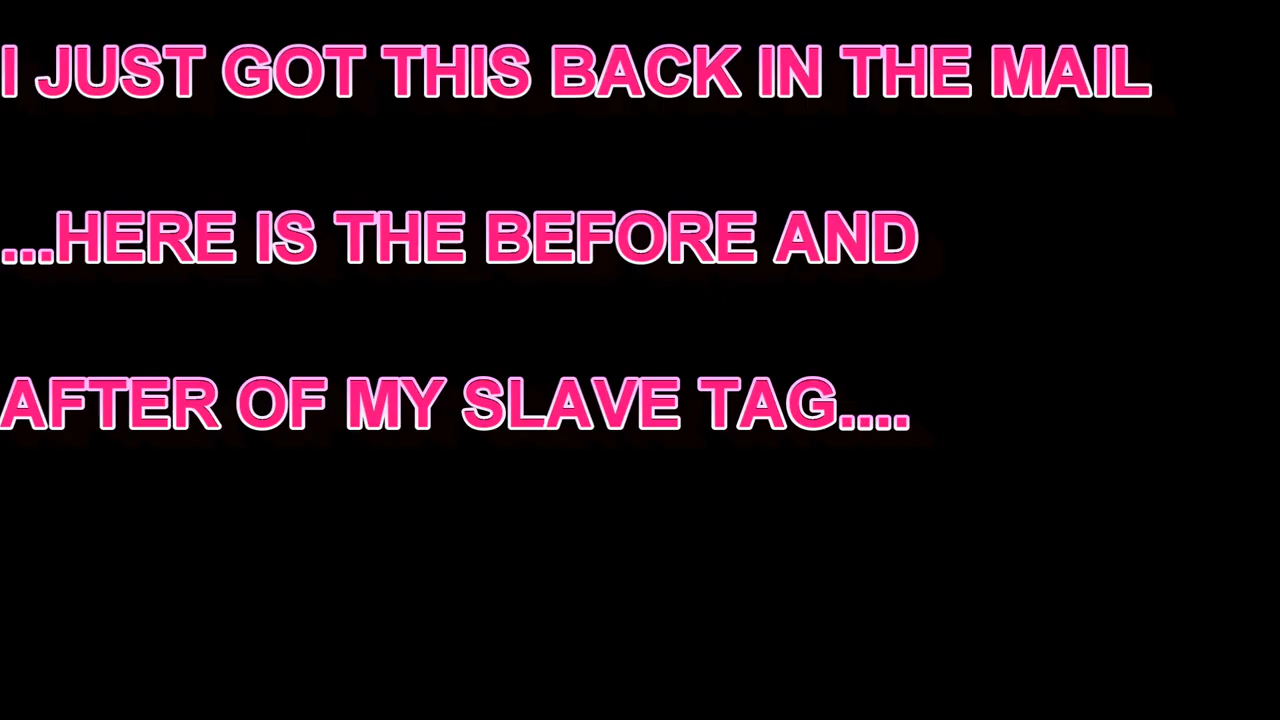 I JUST GOT THIS BACK IN THE MAIL
...HERE IS THE BEFORE AND
AFTER OF MY SLAVE TAG....